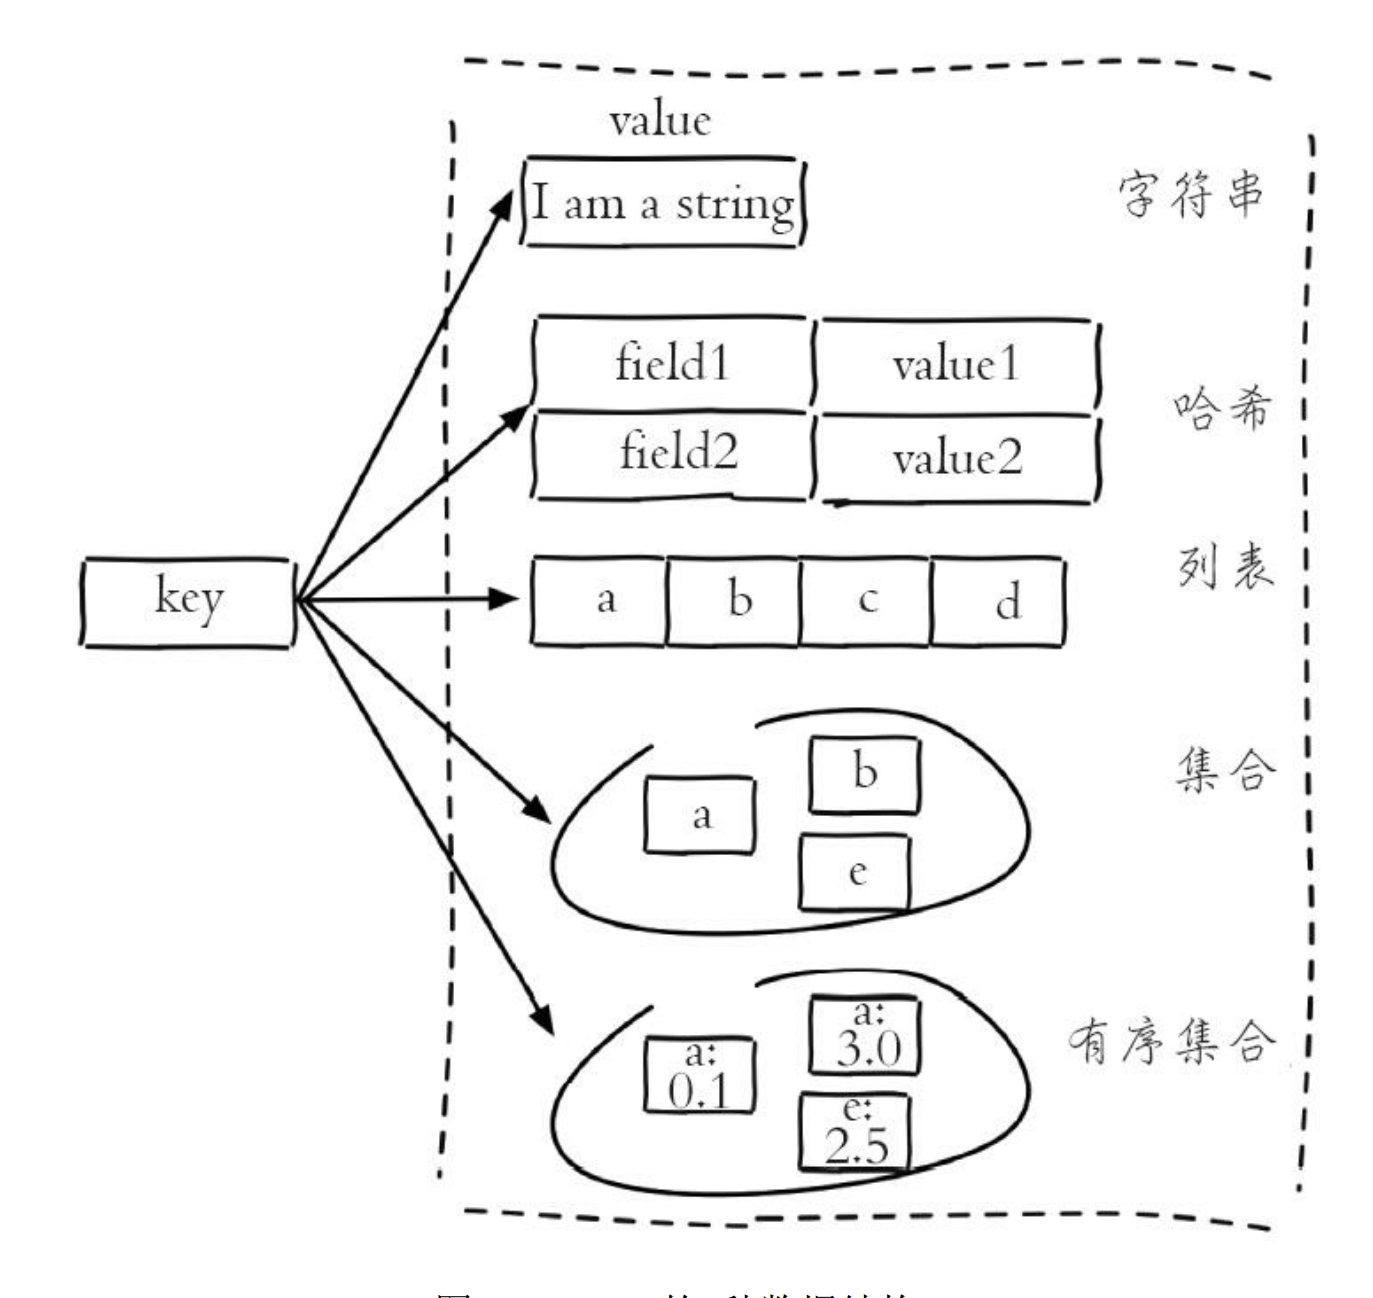 value
I am a string
字符串
field1 value1
哈希
field2 value2
列表
key
a b c d
集合
b
a
e
有序集合
a:
3.0
a:
0.1
e:
2.5